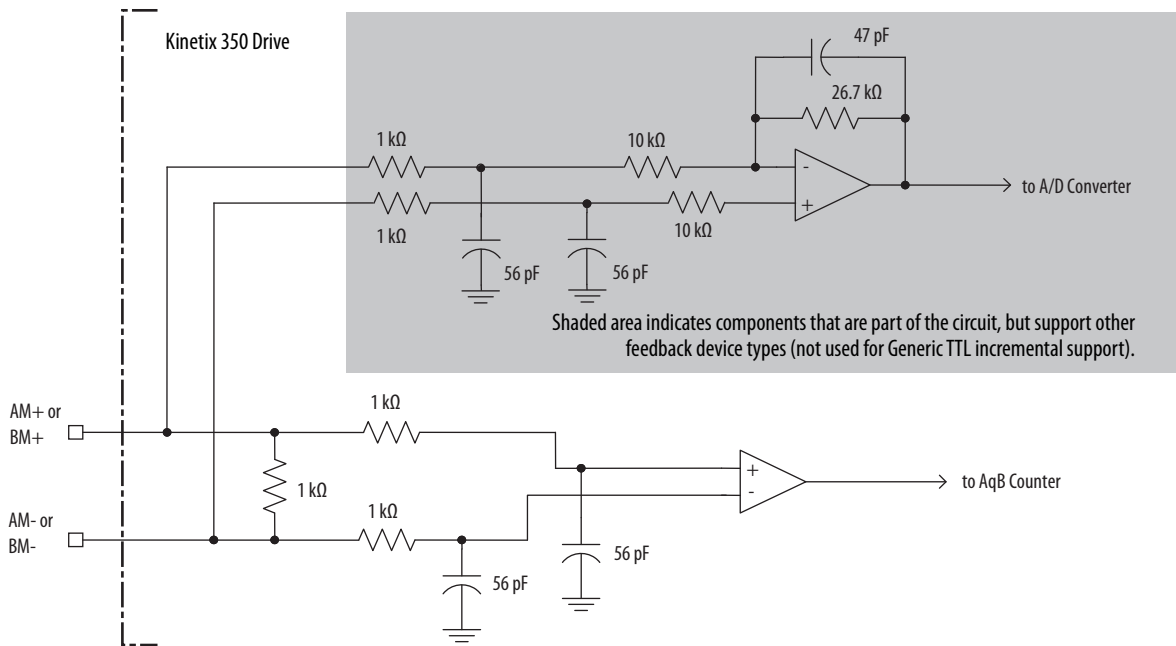 Kinetix 350 Drive
47 pF
26.7 kΩ
1 kΩ
10 kΩ
-
+
to A/D Converter
1 kΩ
10 kΩ
56 pF
56 pF
Shaded area indicates components that are part of the circuit, but support other
feedback device types (not used for Generic TTL incremental support).
1 kΩ
AM+ or
BM+
+
-
to AqB Counter
1 kΩ
1 kΩ
AM- or
BM-
56 pF
56 pF